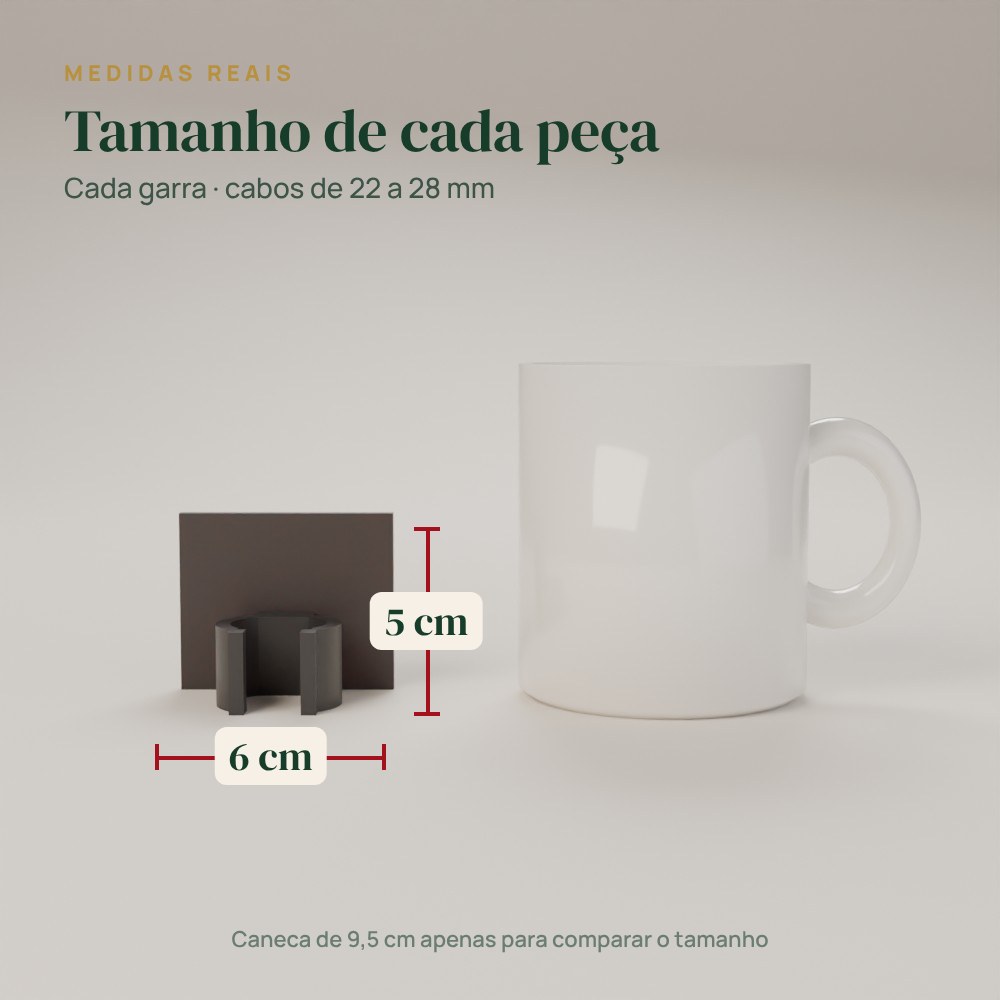 MEDIDAS REAIS
Tamanho de cada peça
Cada garra · cabos de 22 a 28 mm
5 cm
6 cm
Caneca de 9,5 cm apenas para comparar o tamanho